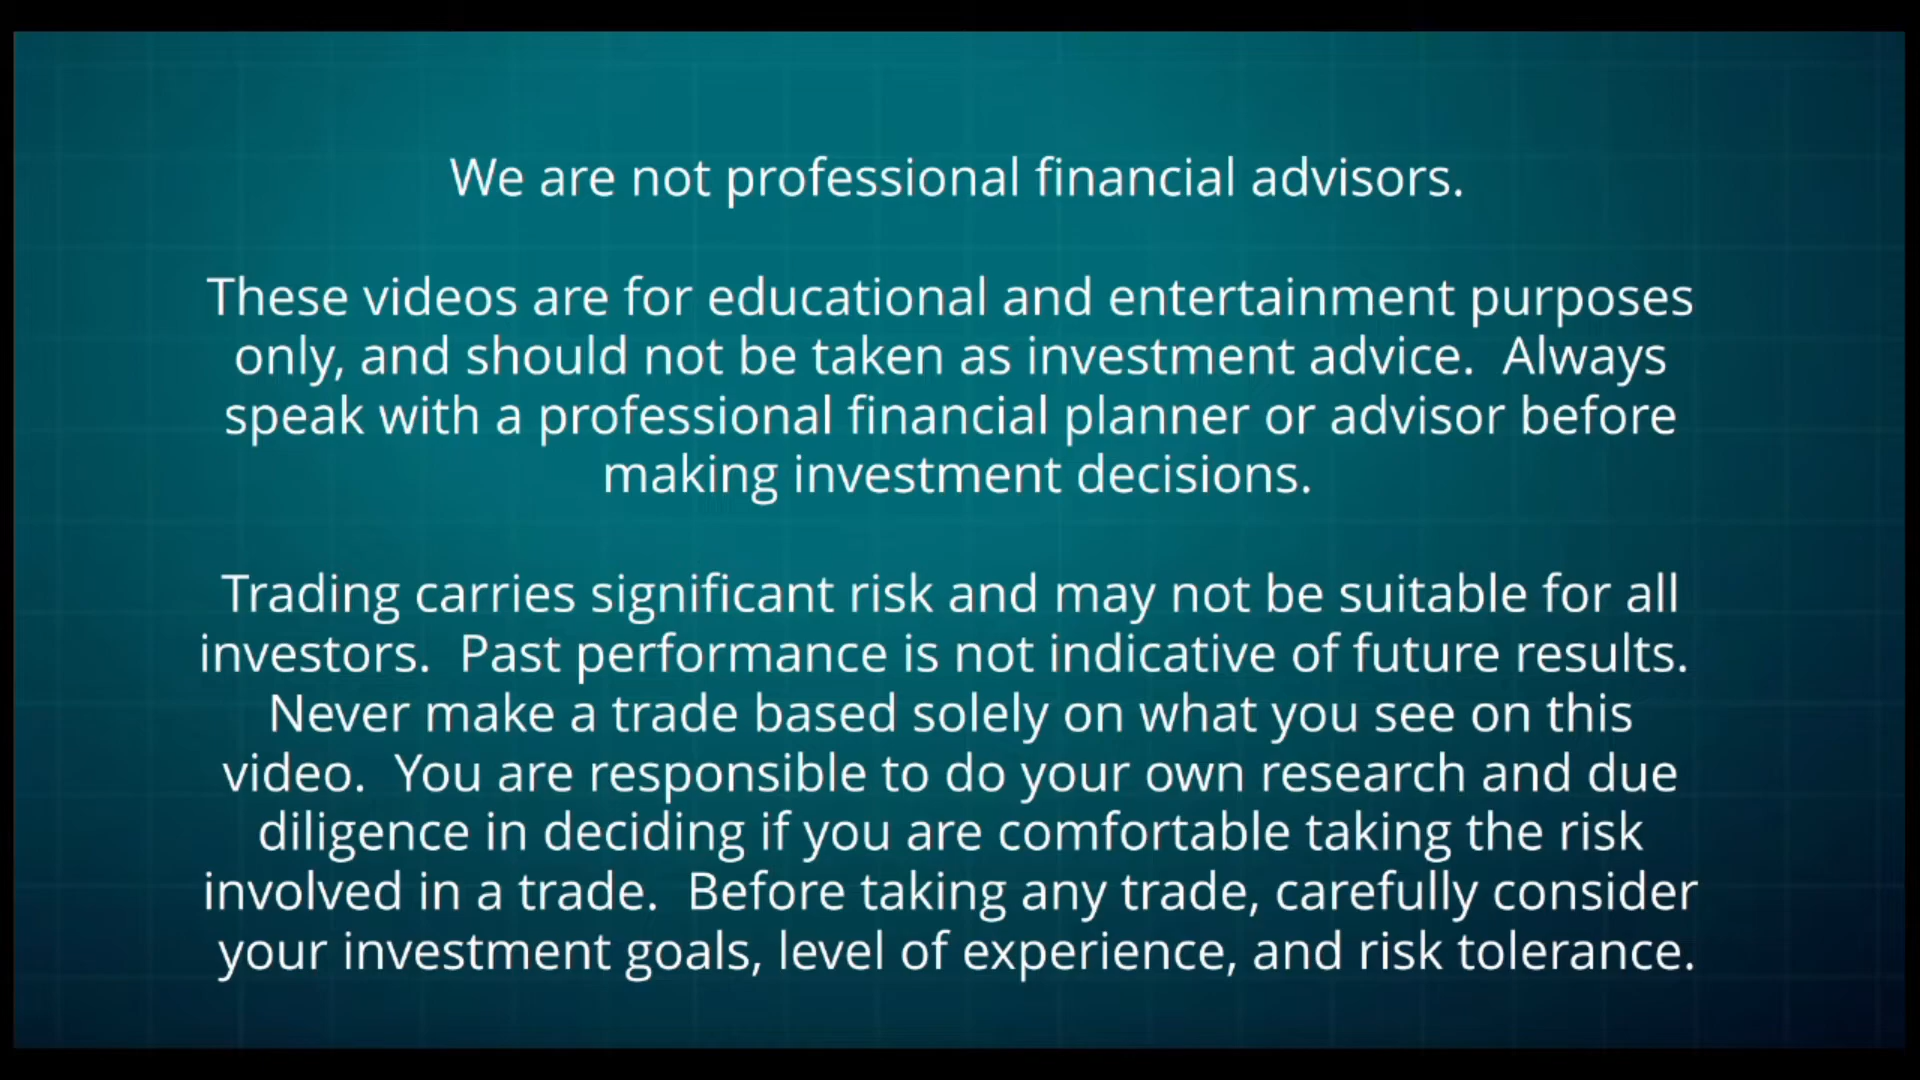 We are not professional financial advisors.
These videos are for educational and entertainment purposes
only, and should not be taken as investment advice.  Always
speak with a professional financial planner or advisor before
making investment decisions.
Trading carries significant risk and may not be suitable for all
investors.  Past performance is not indicative of future results.
Never make a trade based solely on what you see on this
video.  You are responsible to do your own research and due
diligence in deciding if you are comfortable taking the risk
involved in a trade.  Before taking any trade, carefully consider
your investment goals, level of experience, and risk tolerance.